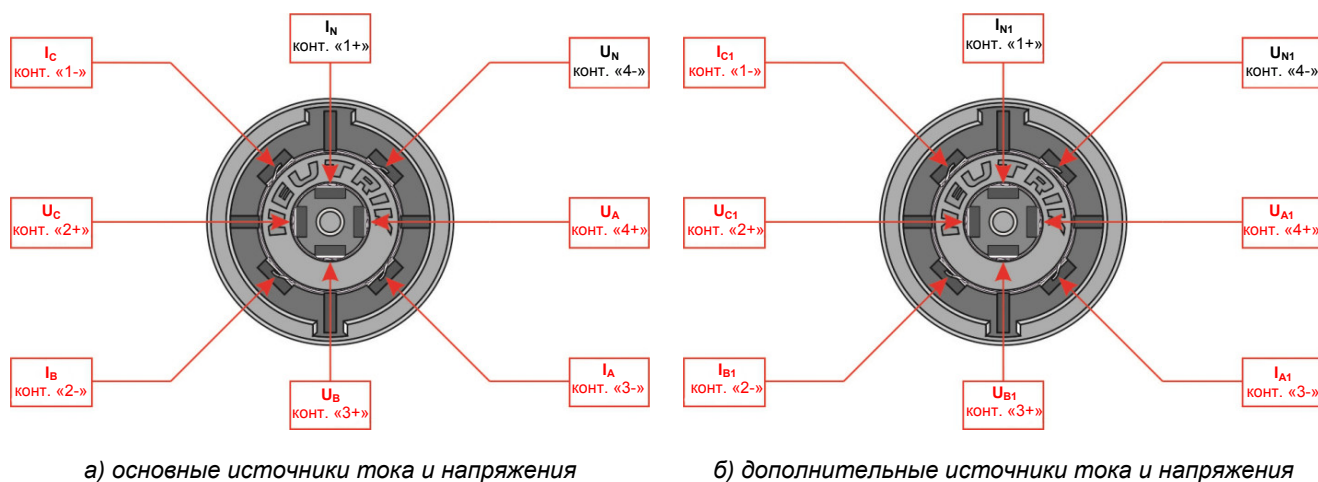 I_N
конт. «1+»
I_C
конт. «1-»
U_N
конт. «4-»
U_C
конт. «2+»
U_A
конт. «4+»
I_B
конт. «2-»
U_B
конт. «3+»
I_A
конт. «3-»
NEUTRIK
а) основные источники тока и напряжения
I_N1
конт. «1+»
I_C1
конт. «1-»
U_N1
конт. «4-»
U_C1
конт. «2+»
U_A1
конт. «4+»
I_B1
конт. «2-»
U_B1
конт. «3+»
I_A1
конт. «3-»
NEUTRIK
б) дополнительные источники тока и напряжения